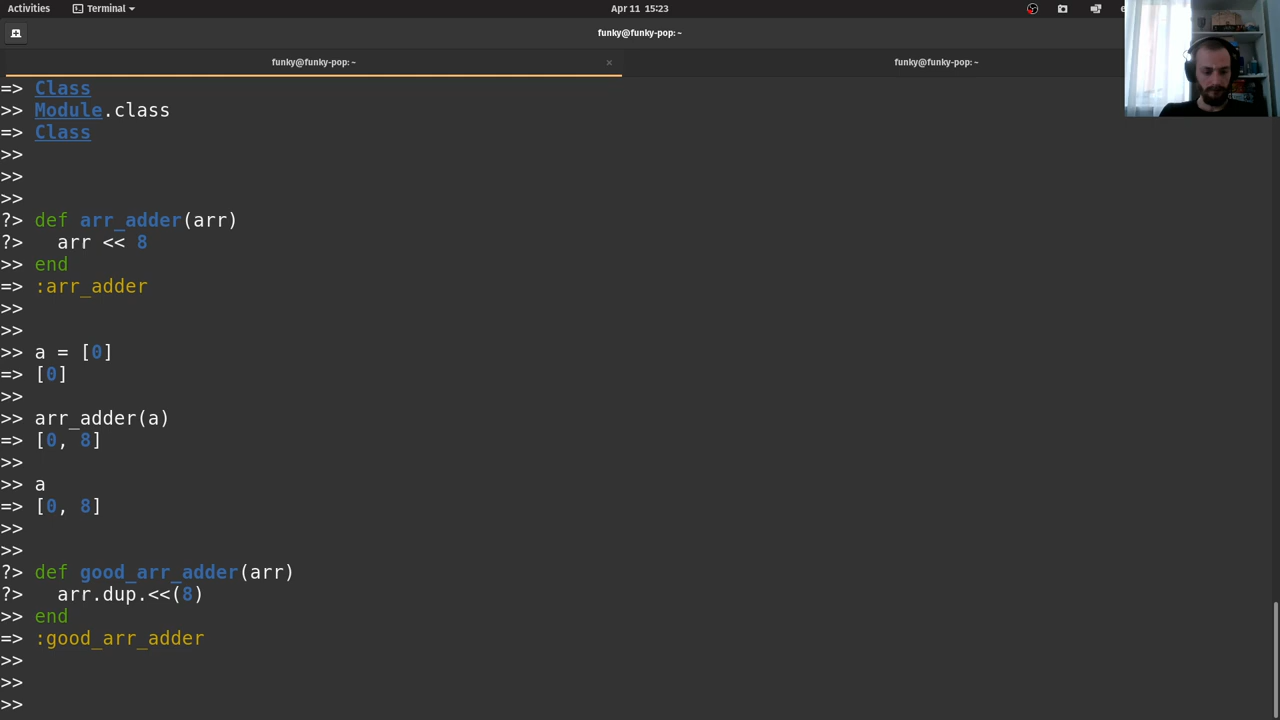 Activities
Terminal
Apr 11 15:23
funky@funky-pop: ~
funky@funky-pop: ~
funky@funky-pop: ~
=> Class
>> Module.class
=> Class
>>
>>
>>
?> def arr_adder(arr)
?>   arr << 8
>> end
=> :arr_adder
>>
>>
>> a = [0]
=> [0]
>>
>> arr_adder(a)
=> [0, 8]
>>
>> a
=> [0, 8]
>>
>>
?> def good_arr_adder(arr)
?>   arr.dup.<<(8)
>> end
=> :good_arr_adder
>>
>>
>>